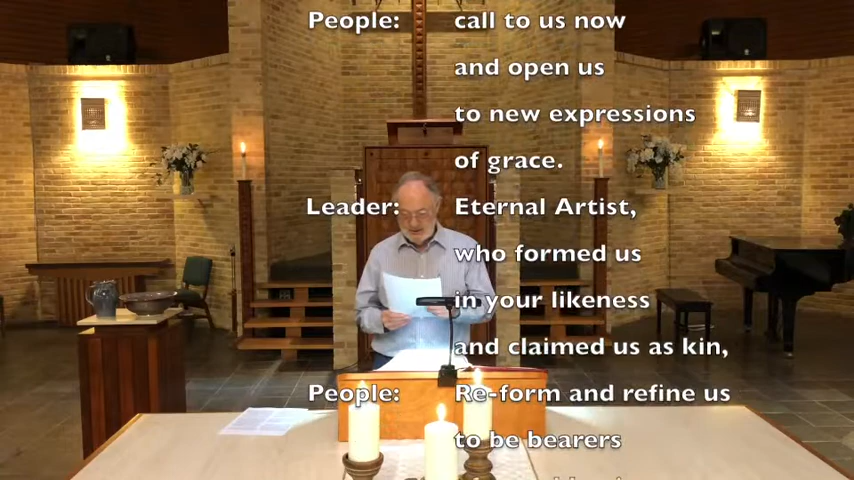 People: call to us now
and open us
to new expressions
of grace.
Leader: Eternal Artist,
who formed us
in your likeness
and claimed us as kin,
People: Re-form and refine us
to be bearers